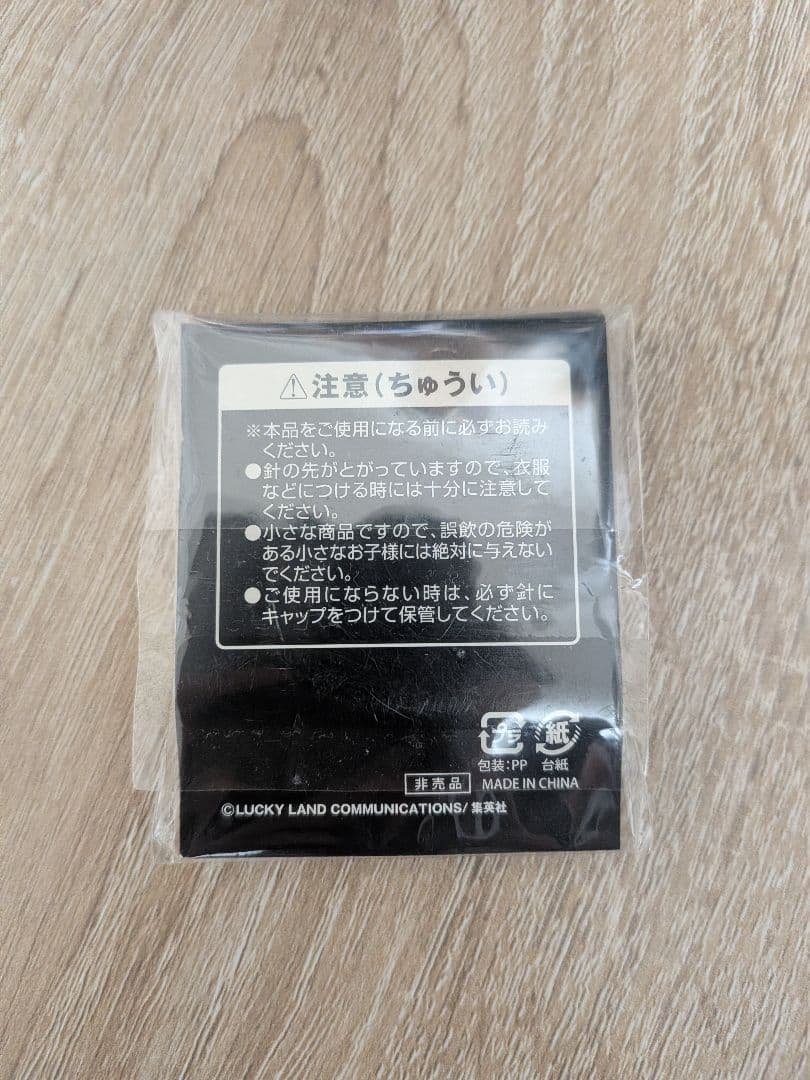 ⚠注意(ちゅうい)
※本品をご使用になる前に必ずお読み
ください。
●針の先がとがっていますので、衣服
などにつける時には十分に注意して
ください。
●小さな商品ですので、誤飲の危険が
ある小さなお子様には絶対に与えない
でください。
●ご使用にならない時は、必ず針に
キャップをつけて保管してください。
プラ 紙
包装:PP 台紙
非売品 MADE IN CHINA
©LUCKY LAND COMMUNICATIONS/集英社